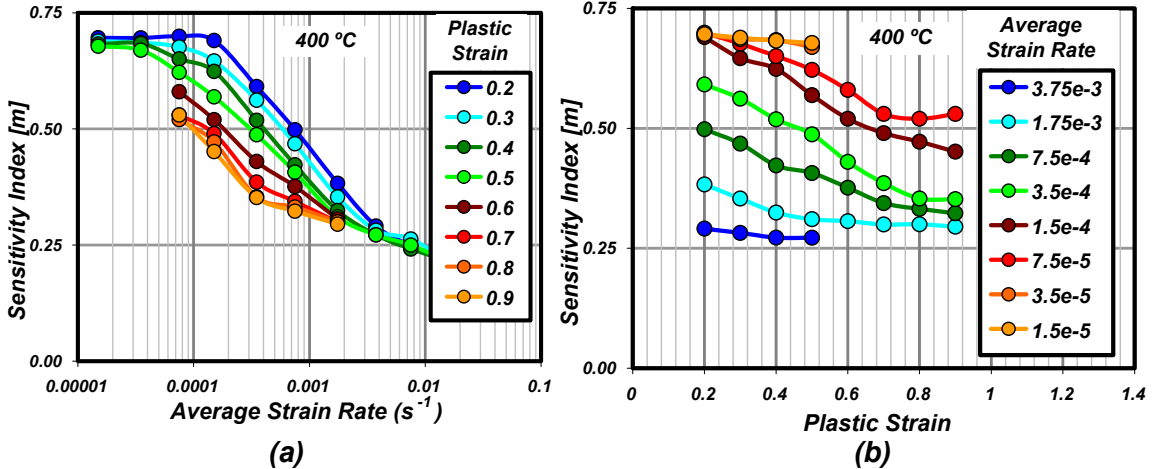 0.75
0.50
0.25
0.00
Sensitivity Index [m]
400 ºC
Plastic
Strain
0.2
0.3
0.4
0.5
0.6
0.7
0.8
0.9
0.00001 0.0001 0.001 0.01 0.1
Average Strain Rate (s⁻¹)
(a)
0.75
0.50
0.25
0.00
Sensitivity Index [m]
400 ºC
Average
Strain Rate
3.75e-3
1.75e-3
7.5e-4
3.5e-4
1.5e-4
7.5e-5
3.5e-5
1.5e-5
0 0.2 0.4 0.6 0.8 1 1.2 1.4
Plastic Strain
(b)